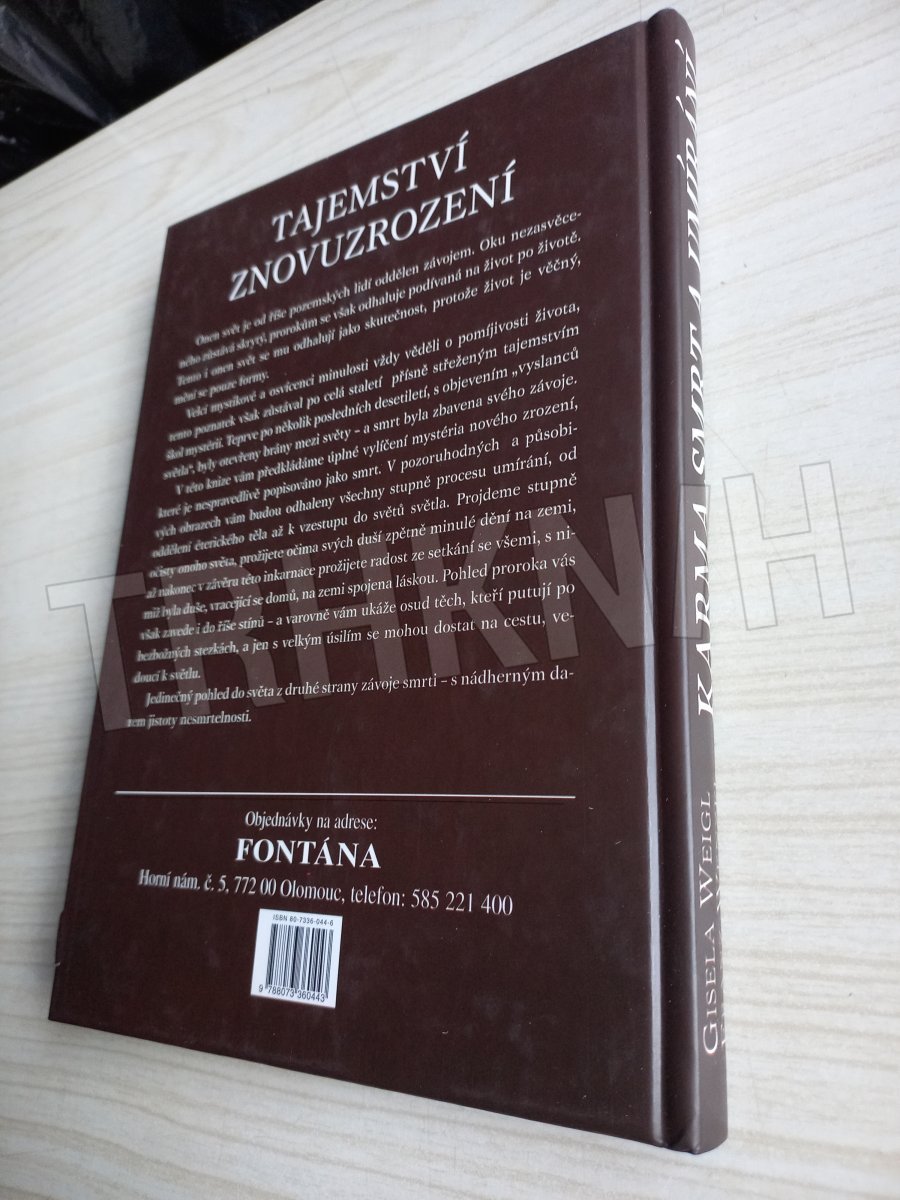 TAJEMSTVÍ
ZNOVUZROZENÍ
Onen svět je od říše pozemských lidí oddělen závojem. Oku nezasvěce-
ného zůstává skrytý, prorokům se však odhaluje podívaná na život po životě.
Tento i onen svět se mu odhalují jako skutečnost, protože život je věčný,
mění se pouze formy.
Velcí mystikové a osvícenci minulosti vždy věděli o pomíjivosti života,
tento poznatek však zůstával po celá staletí přísně střeženým tajemstvím
škol mystérií. Teprve po několik posledních desetiletí, s objevením „vyslanců
světla“, byly otevřeny brány mezi světy – a smrt byla zbavena svého závoje.
V této knize vám předkládáme úplné vylíčení mystéria nového zrození,
které je nespravedlivě popisováno jako smrt. V pozoruhodných a působi-
vých obrazech vám budou odhaleny všechny stupně procesu umírání, od
oddělení éterického těla až k vzestupu do světů světla. Projdeme stupně
očisty onoho světa, prožijete očima svých duší zpětně minulé dění na zemi,
až nakonec v závěru této inkarnace prožijete radost ze setkání se všemi, s ni-
miž byla duše, vracející se domů, na zemi spojena láskou. Pohled proroka vás
však zavede i do říše stínů – a varovně vám ukáže osud těch, kteří putují po
bezbožných stezkách, a jen s velkým úsilím se mohou dostat na cestu, ve-
doucí k světlu.
Jedinečný pohled do světa z druhé strany závoje smrti – s nádherným da-
rem jistoty nesmrtelnosti.
Objednávky na adrese:
FONTÁNA
Horní nám. č. 5, 772 00 Olomouc, telefon: 585 221 400
ISBN 80-7336-044-6
9 788073 360443
GISELA WEIGL
KARMA SMRT A UMÍRÁNÍ
TRHKNIH